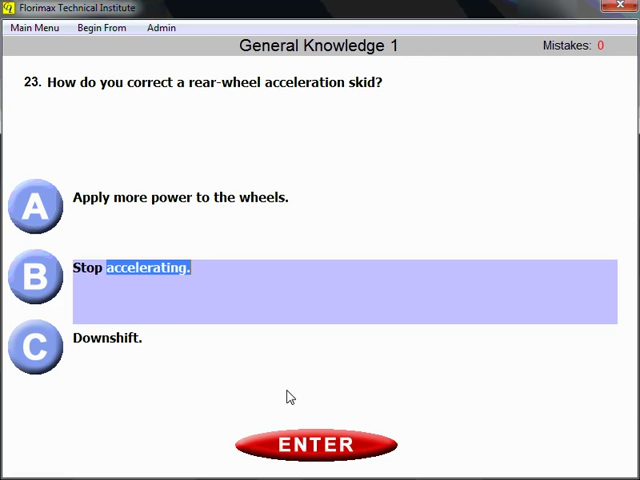 Florimax Technical Institute
Main Menu Begin From Admin
General Knowledge 1 Mistakes: 0
23. How do you correct a rear-wheel acceleration skid?
A Apply more power to the wheels.
B Stop accelerating.
C Downshift.
ENTER